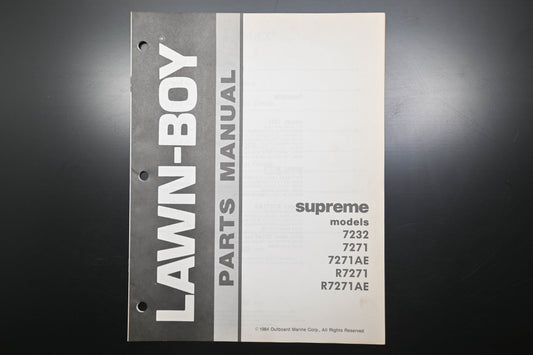 LAWN-BOY
PARTS MANUAL
supreme
models
7232
7271
7271AE
R7271
R7271AE
© 1984 Outboard Marine Corp., All Rights Reserved